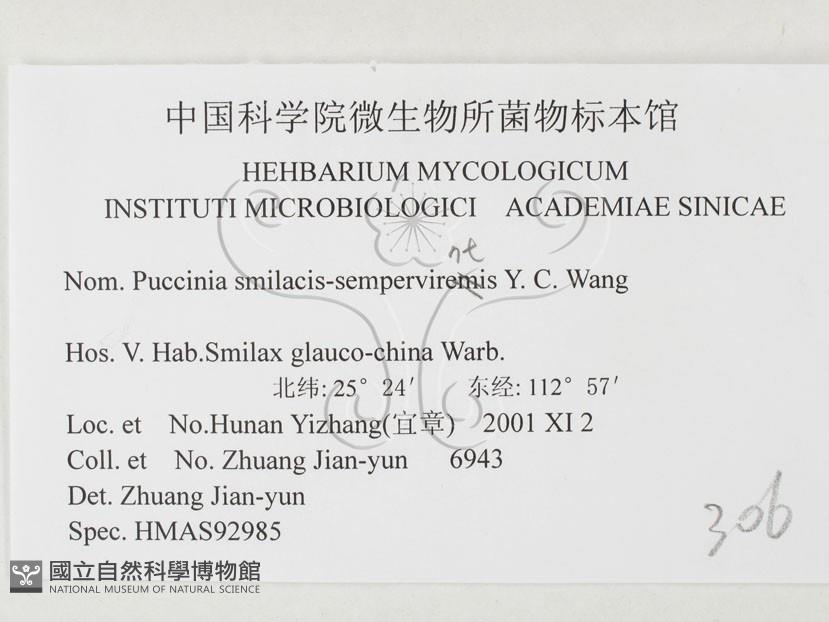 中国科学院微生物所菌物标本馆
HEHBARIUM MYCOLOGICUM
INSTITUTI MICROBIOLOGICI ACADEMIAE SINICAE
nt
Nom. Puccinia smilacis-semperviremis Y. C. Wang
Hos. V. Hab.Smilax glauco-china Warb.
北纬: 25° 24′ 东经: 112° 57′
Loc. et No.Hunan Yizhang(宜章) 2001 XI 2
Coll. et No. Zhuang Jian-yun 6943
Det. Zhuang Jian-yun
Spec. HMAS92985
306
國立自然科學博物館
NATIONAL MUSEUM OF NATURAL SCIENCE